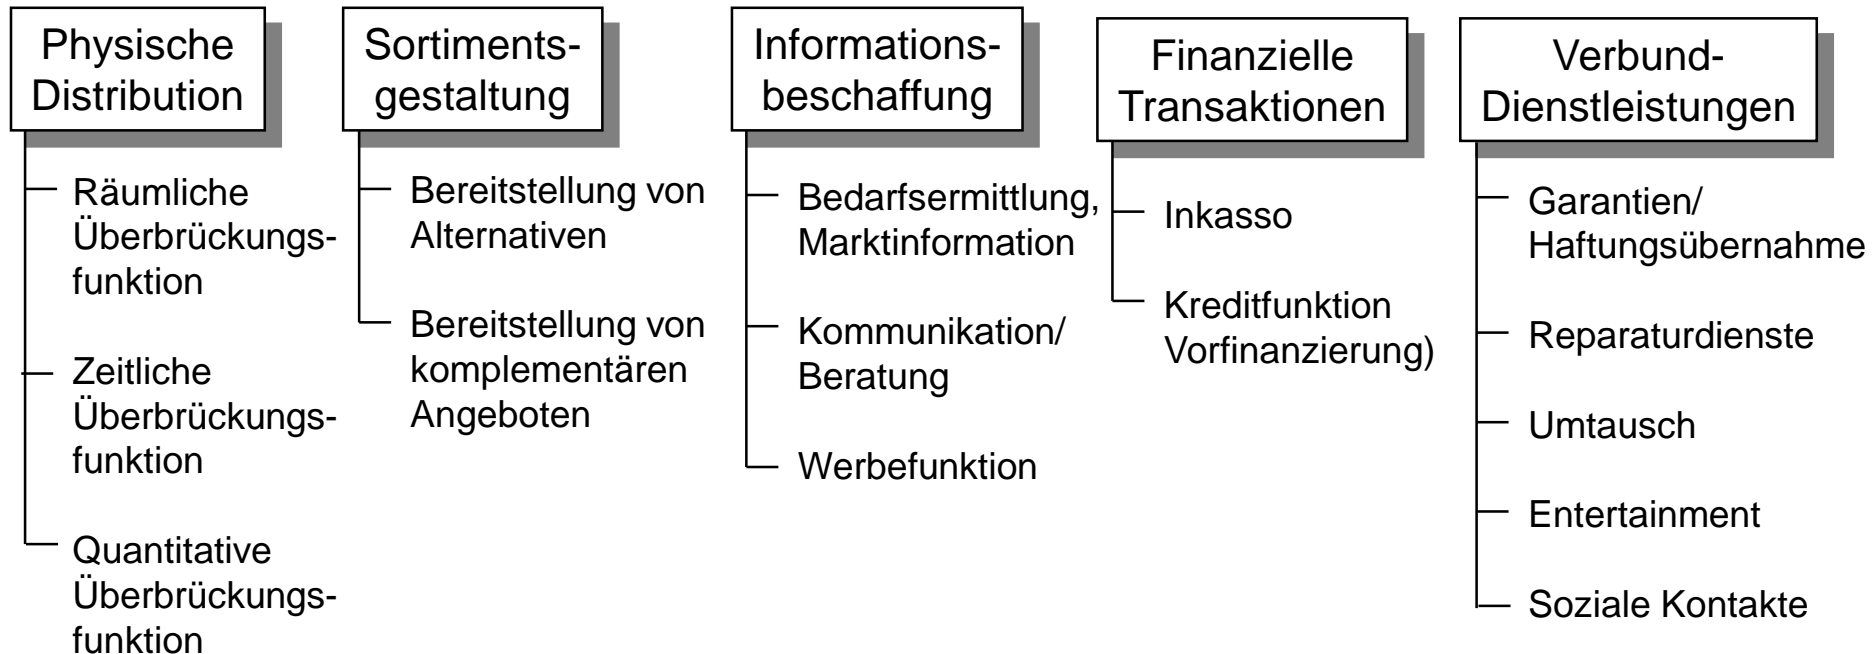 Physische
Distribution
Räumliche
Überbrückungs-
funktion
Zeitliche
Überbrückungs-
funktion
Quantitative
Überbrückungs-
funktion
Sortiments-
gestaltung
Bereitstellung von
Alternativen
Bereitstellung von
komplementären
Angeboten
Informations-
beschaffung
Bedarfsermittlung,
Marktinformation
Kommunikation/
Beratung
Werbefunktion
Finanzielle
Transaktionen
Inkasso
Kreditfunktion
Vorfinanzierung)
Verbund-
Dienstleistungen
Garantien/
Haftungsübernahme
Reparaturdienste
Umtausch
Entertainment
Soziale Kontakte